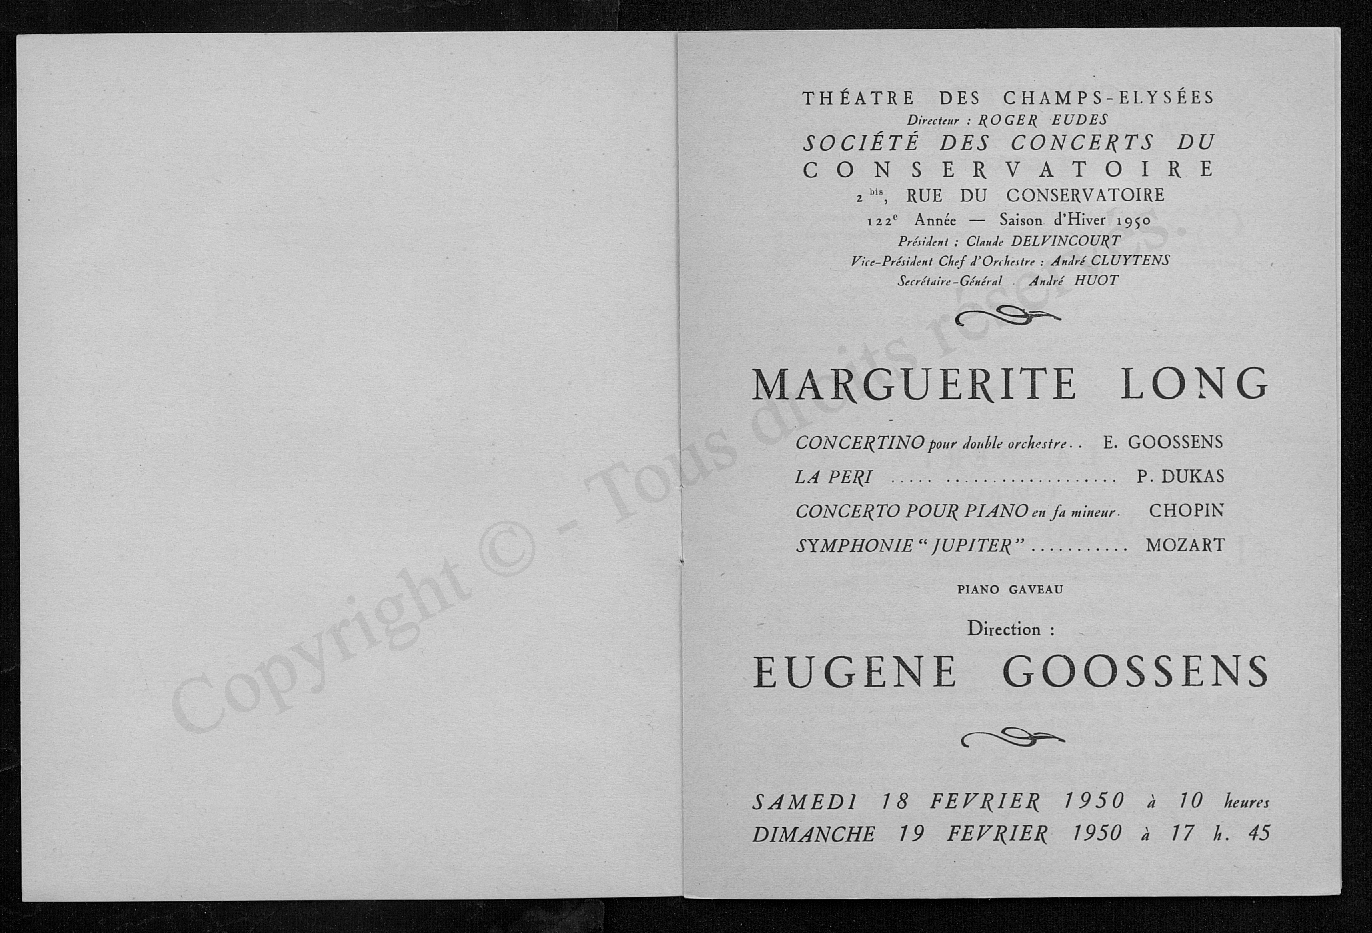 THÉATRE DES CHAMPS-ELYSÉES
Directeur : ROGER EUDES
SOCIÉTÉ DES CONCERTS DU
CONSERVATOIRE
2 bis, RUE DU CONSERVATOIRE
122e Année — Saison d'Hiver 1950
Président : Claude DELVINCOURT
Vice-Président Chef d'Orchestre : André CLUYTENS
Secrétaire-Général . André HUOT
MARGUERITE LONG
CONCERTINO pour double orchestre . . E. GOOSSENS
LA PERI ..... ................... P. DUKAS
CONCERTO POUR PIANO en fa mineur . CHOPIN
SYMPHONIE “ JUPITER ” ........... MOZART
PIANO GAVEAU
Direction :
EUGENE GOOSSENS
SAMEDI 18 FEVRIER 1950 à 10 heures
DIMANCHE 19 FEVRIER 1950 à 17 h. 45
Copyright © - Tous droits réservés.